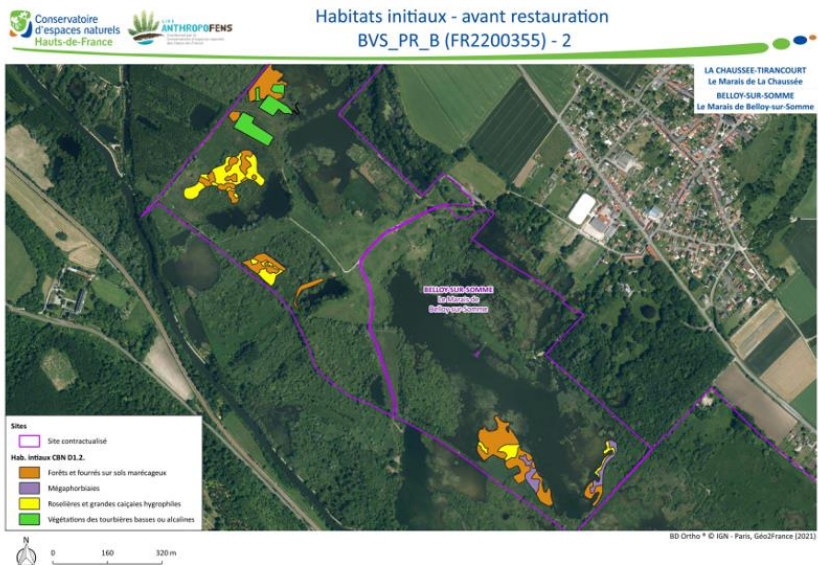 Conservatoire
d'espaces naturels
Hauts-de-France
LIFE
ANTHROPOFENS
Habitats initiaux - avant restauration
BVS_PR_B (FR2200355) - 2
LA CHAUSSEE-TIRANCOURT
Le Marais de La Chaussée
BELLOY-SUR-SOMME
Le Marais de Belloy-sur-Somme
BELLOY-SUR-SOMME
Le Marais de
Belloy-sur-Somme
Sites
Site contractualisé
Hab. intiaux CBN D1.2.
Forêts et fourrés sur sols marécageux
Mégaphorbiaies
Roselières et grandes caiçaies hygrophiles
Végétations des tourbières basses ou alcalines
N
0 160 320 m
BD Ortho ® © IGN - Paris, Géo2France (2021)